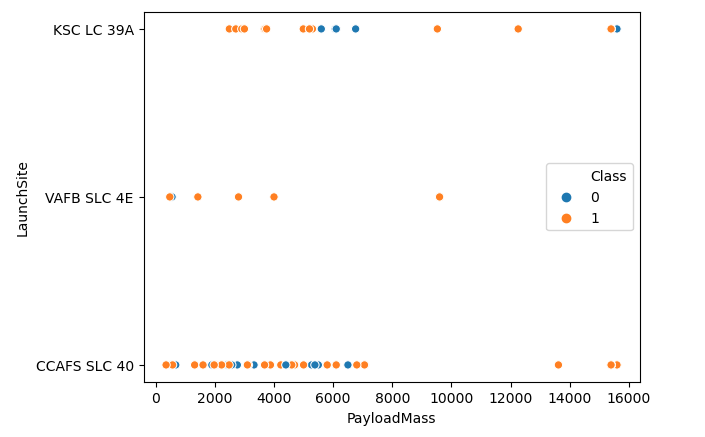 KSC LC 39A
VAFB SLC 4E
CCAFS SLC 40
LaunchSite
Class
0
1
0 2000 4000 6000 8000 10000 12000 14000 16000
PayloadMass